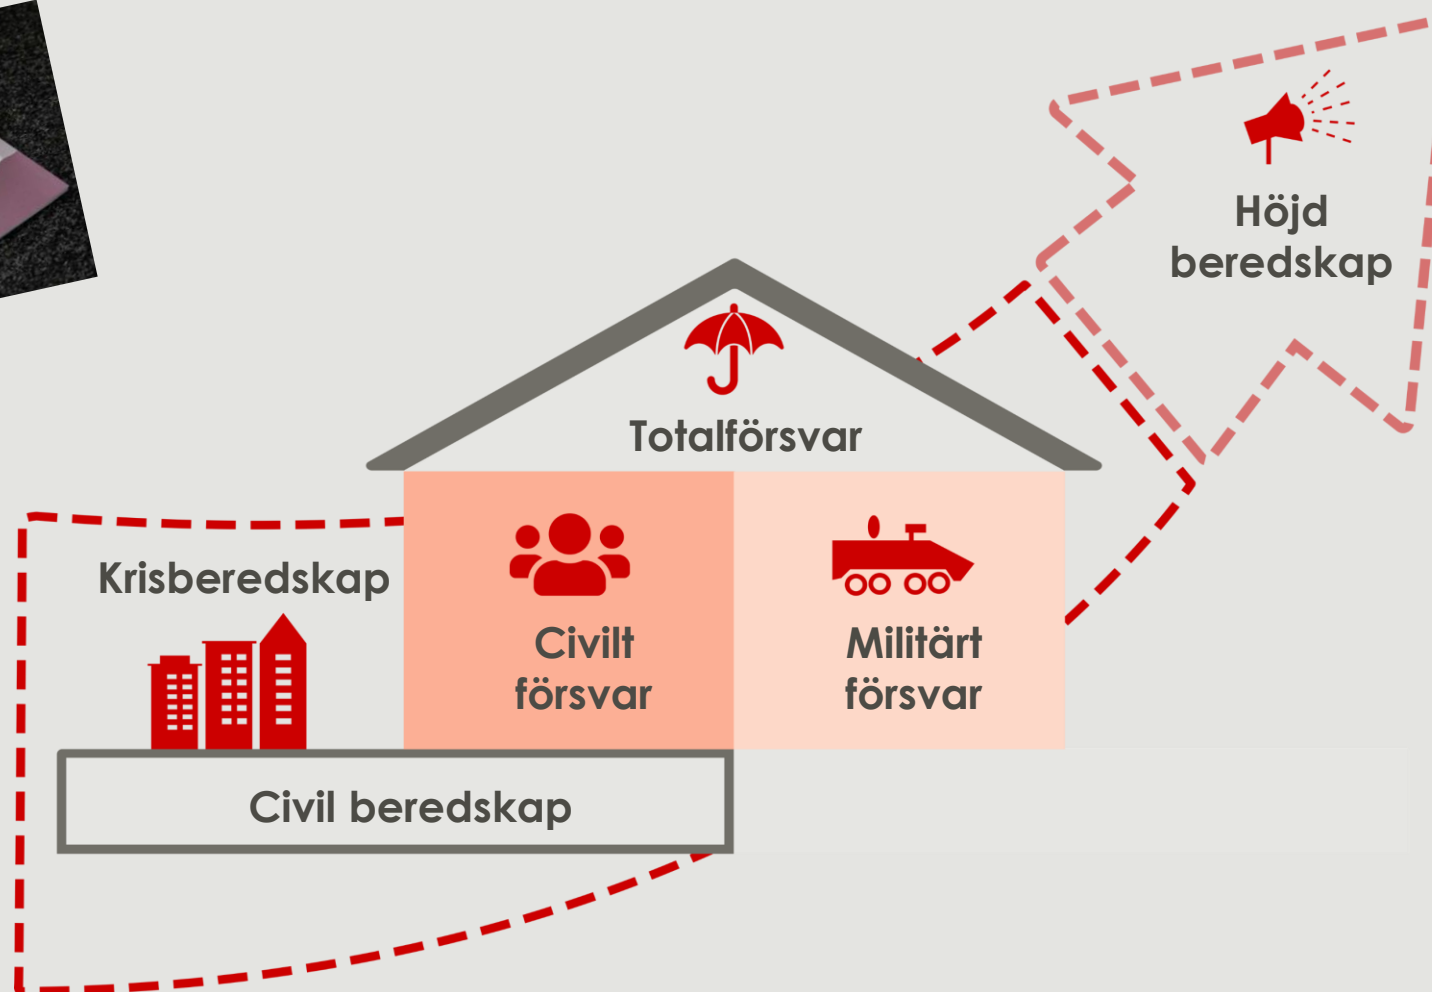 Höjd
beredskap
Totalförsvar
Krisberedskap
Civilt
försvar
Militärt
försvar
Civil beredskap